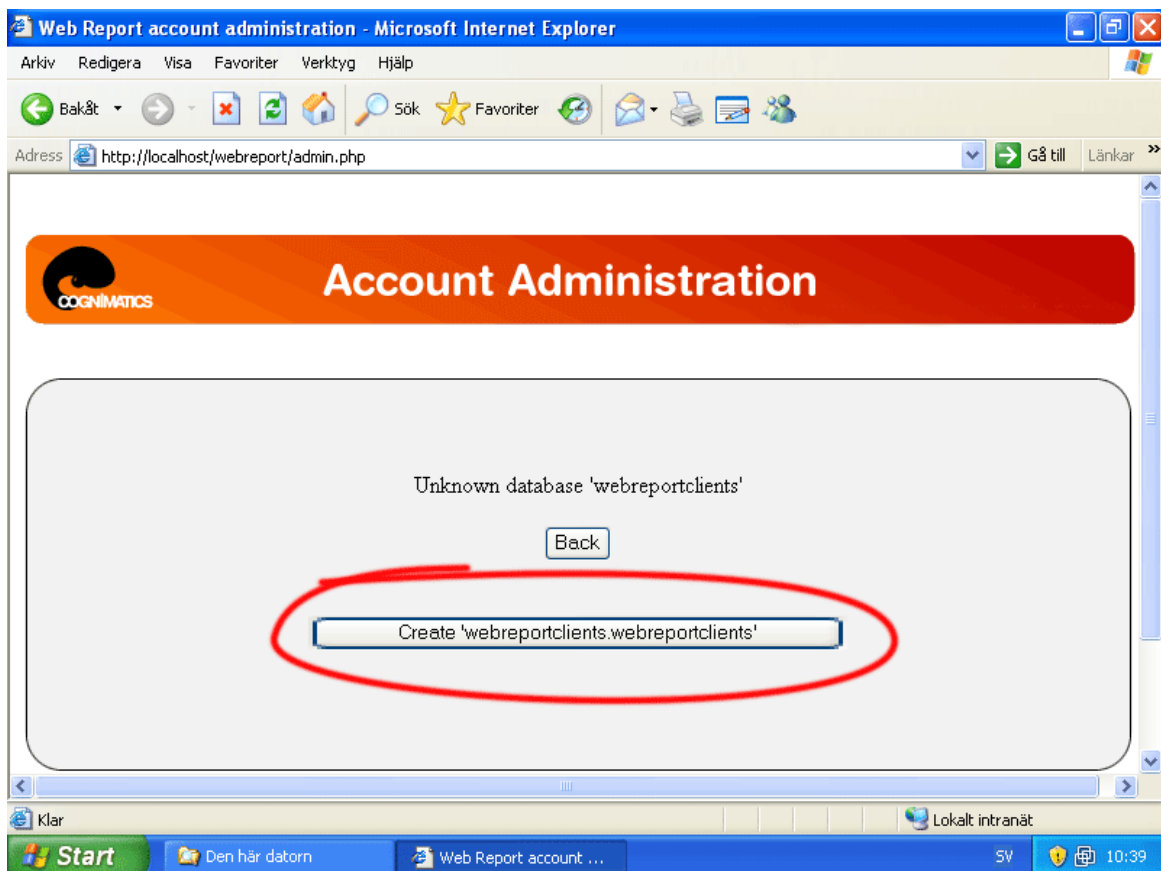 Web Report account administration - Microsoft Internet Explorer
Arkiv Redigera Visa Favoriter Verktyg Hjälp
Bakåt Sök Favoriter
Adress http://localhost/webreport/admin.php Gå till Länkar »
COGNIMATICS
Account Administration
Unknown database 'webreportclients'
Back
Create 'webreportclients.webreportclients'
Klar Lokalt intranät
Start Den här datorn Web Report account ... SV 10:39